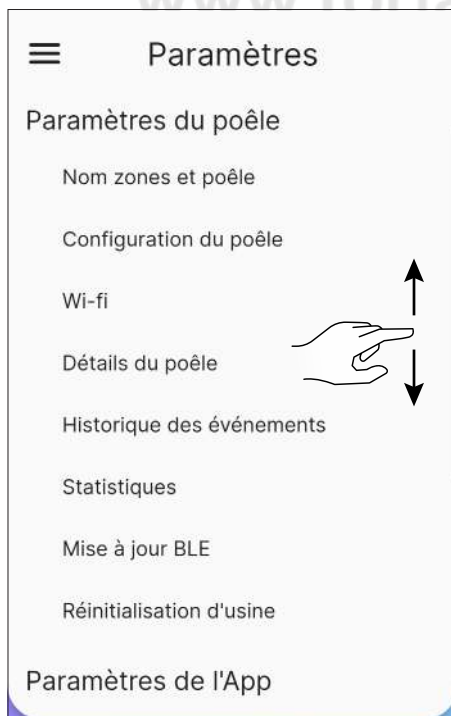 Paramètres
Paramètres du poêle
Nom zones et poêle
Configuration du poêle
Wi-fi
Détails du poêle
Historique des événements
Statistiques
Mise à jour BLE
Réinitialisation d'usine
Paramètres de l'App